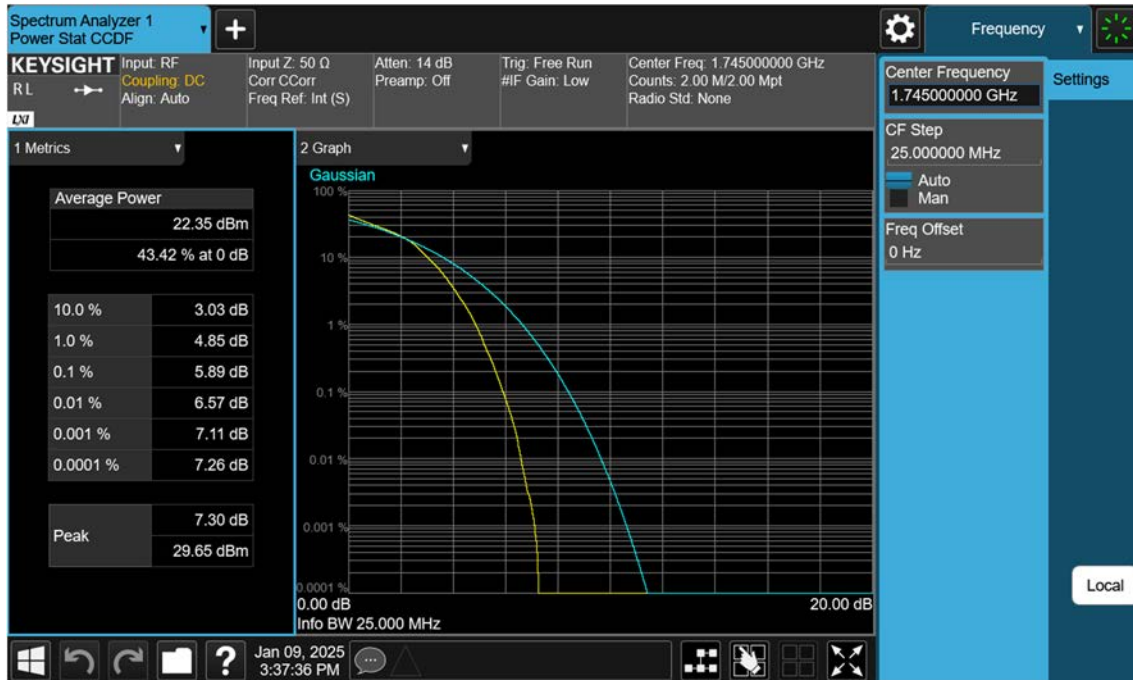 Spectrum Analyzer 1
Power Stat CCDF
+
Frequency
KEYSIGHT
RL
LXI
Input: RF
Coupling: DC
Align: Auto
Input Z: 50 Ω
Corr CCorr
Freq Ref: Int (S)
Atten: 14 dB
Preamp: Off
Trig: Free Run
#IF Gain: Low
Center Freq: 1.745000000 GHz
Counts: 2.00 M/2.00 Mpt
Radio Std: None
Center Frequency
1.745000000 GHz
Settings
CF Step
25.000000 MHz
Auto
Man
Freq Offset
0 Hz
1 Metrics
Average Power
22.35 dBm
43.42 % at 0 dB
10.0 % 3.03 dB
1.0 % 4.85 dB
0.1 % 5.89 dB
0.01 % 6.57 dB
0.001 % 7.11 dB
0.0001 % 7.26 dB
Peak
7.30 dB
29.65 dBm
2 Graph
Gaussian
100 %
10 %
1 %
0.1 %
0.01 %
0.001 %
0.0001 %
0.00 dB 20.00 dB
Info BW 25.000 MHz
Local
?
Jan 09, 2025
3:37:36 PM